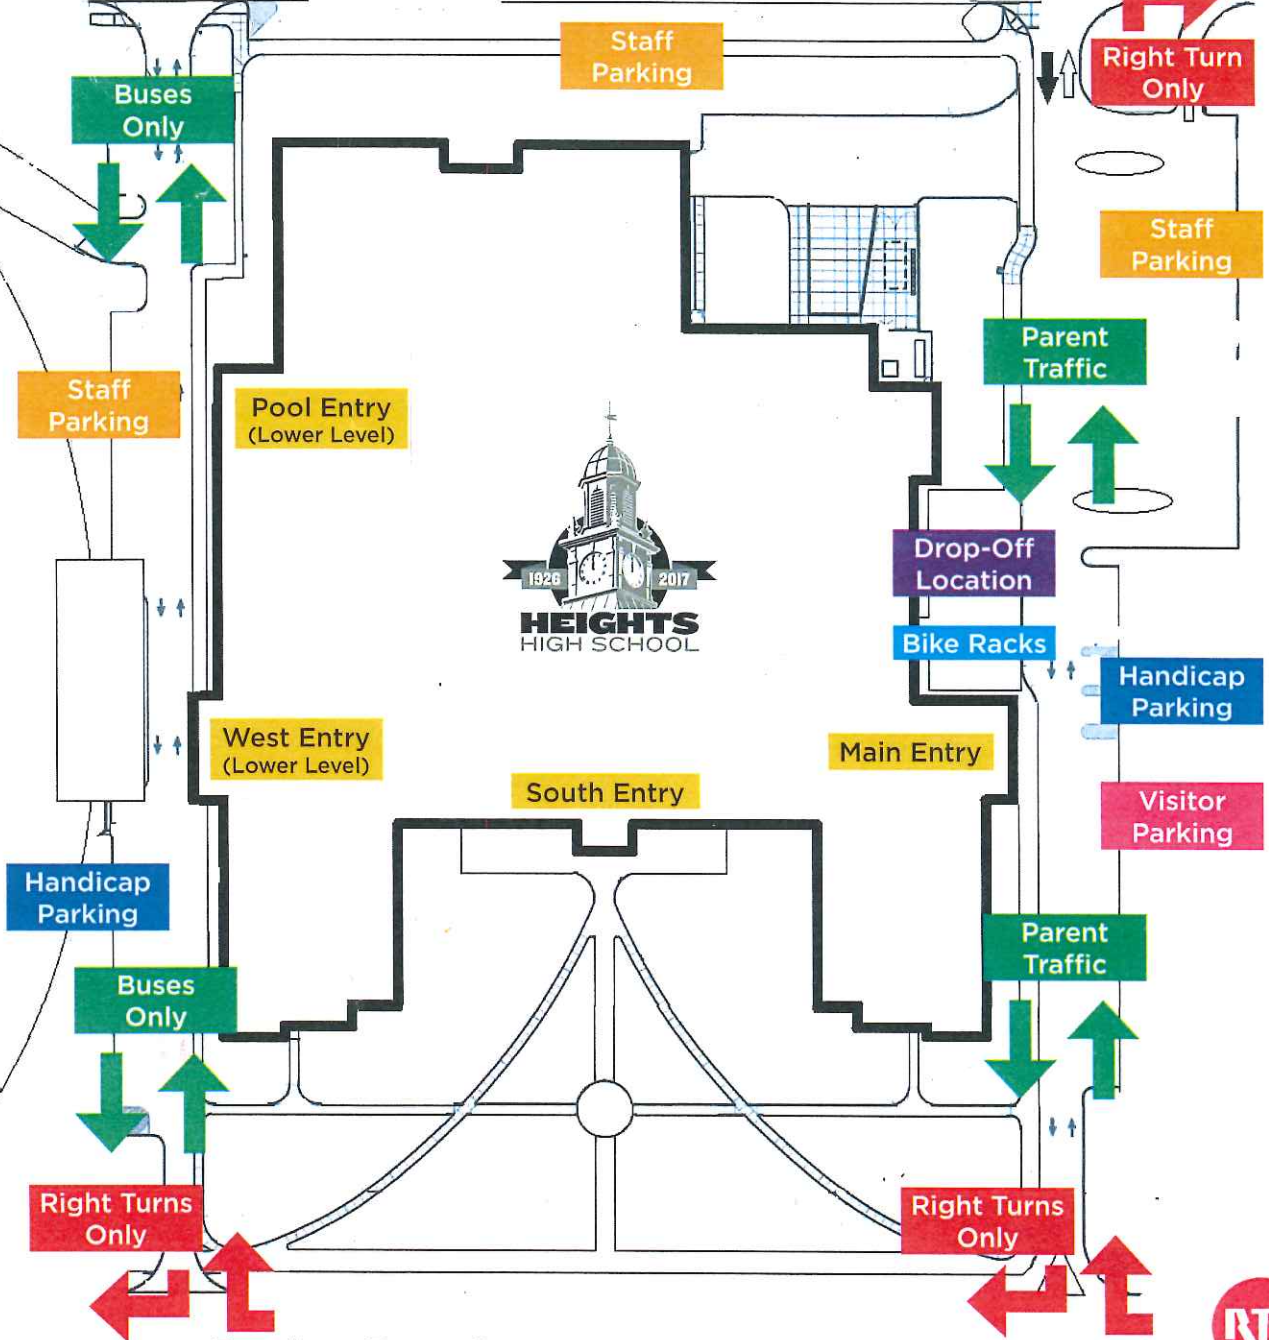 Staff
Parking
Right Turn
Only
Buses
Only
Staff
Parking
Parent
Traffic
Staff
Parking
Pool Entry
(Lower Level)
Drop-Off
Location
1926
2017
HEIGHTS
HIGH SCHOOL
Bike Racks
Handicap
Parking
West Entry
(Lower Level)
Main Entry
South Entry
Visitor
Parking
Handicap
Parking
Parent
Traffic
Buses
Only
Right Turns
Only
Right Turns
Only